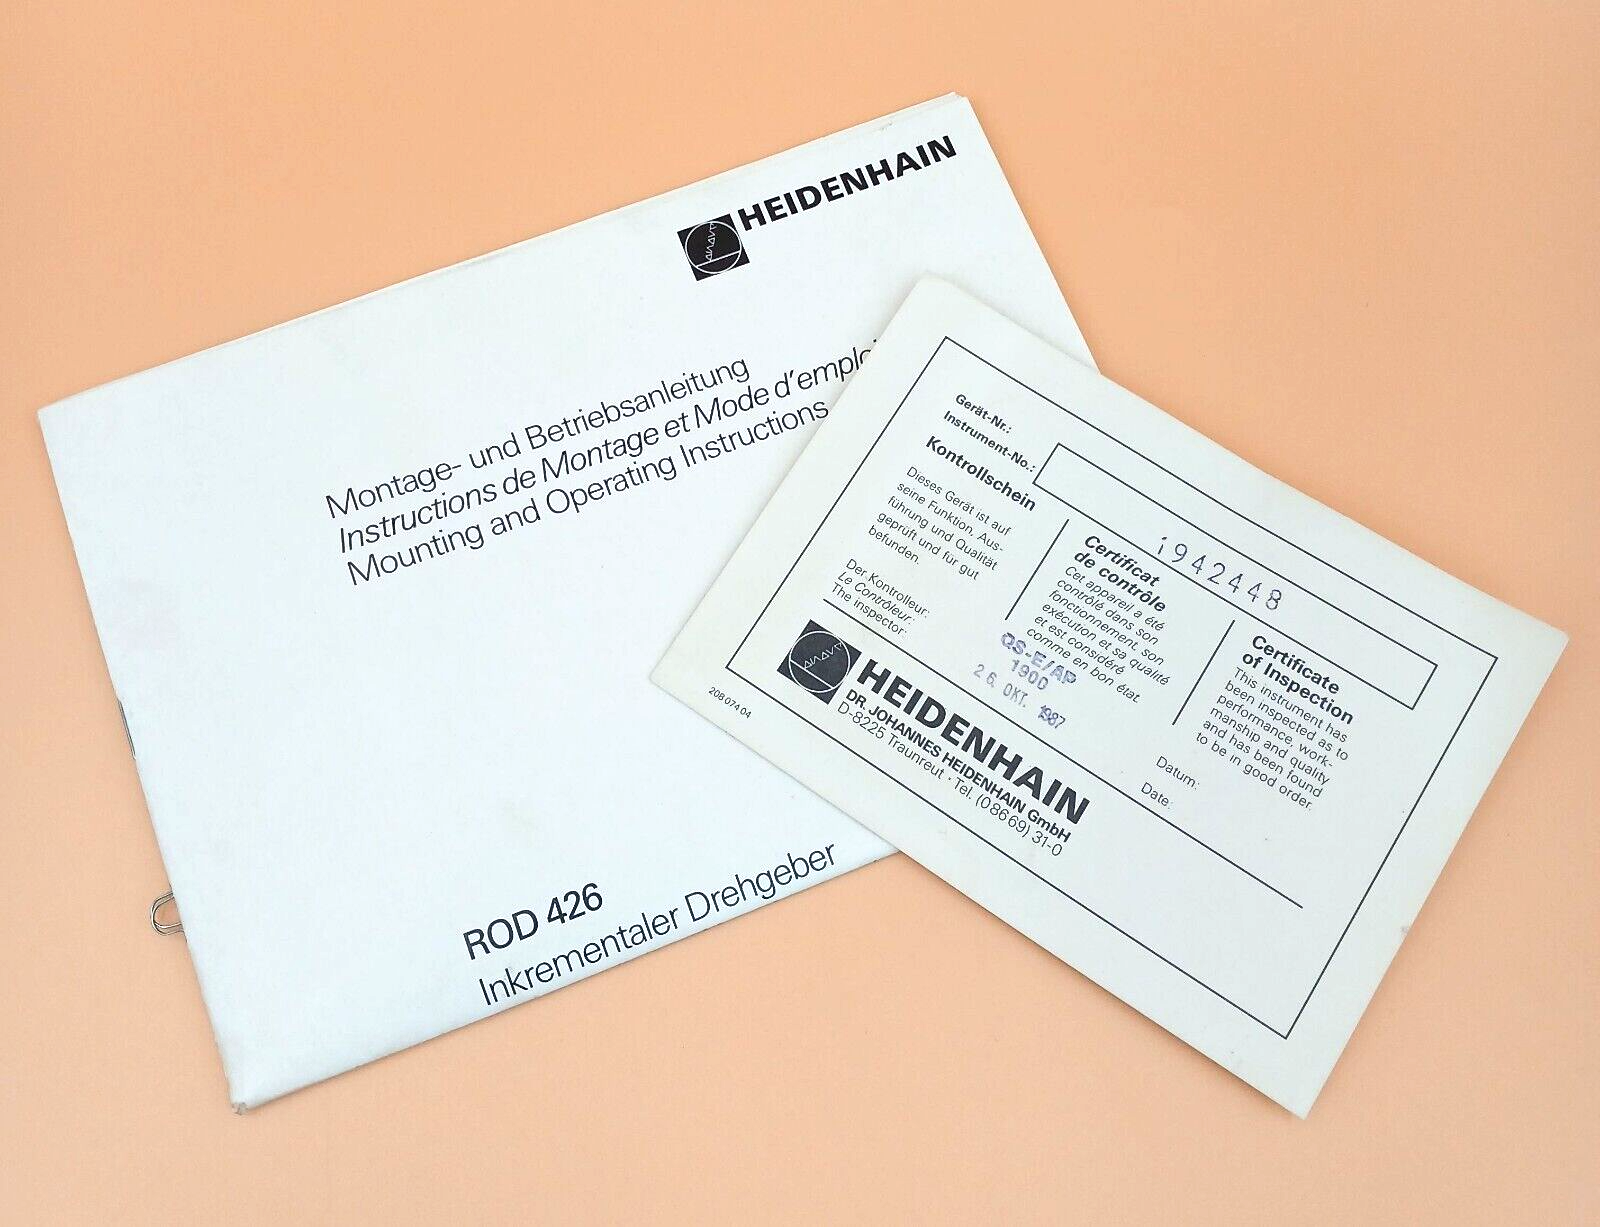 HEIDENHAIN
Montage- und Betriebsanleitung
Instructions de Montage et Mode d'emploi
Mounting and Operating Instructions
ROD 426
Inkrementaler Drehgeber
Gerät-Nr.:
Instrument-No.:
i942448
Kontrollschein
Dieses Gerät ist auf
seine Funktion, Aus-
führung und Qualität
geprüft und für gut
befunden.
Certificat
de contrôle
Cet appareil a été
contrôlé dans son
fonctionnement, son
exécution et sa qualité
et est considéré
comme en bon état.
Certificate
of Inspection
This instrument has
been inspected as to
performance, work-
manship and quality
and has been found
to be in good order.
Der Kontrolleur:
Le Contrôleur:
The inspector:
QS-E/AP
1900
26. OKT. 1987
Datum:
Date:
HEIDENHAIN
DR. JOHANNES HEIDENHAIN GmbH
D-8225 Traunreut · Tel. (08669) 31-0
208 074 04